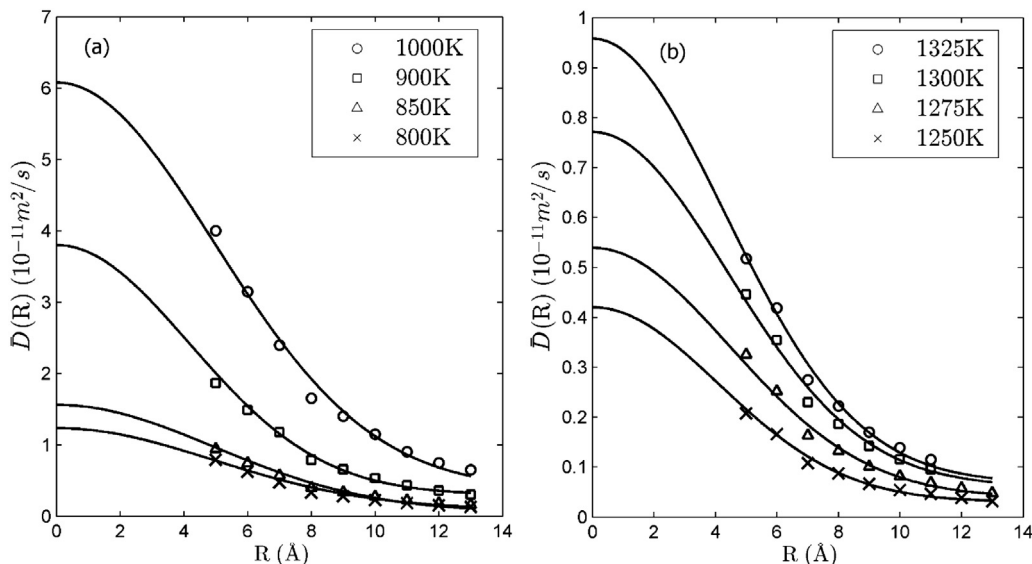 (a)
1000K
900K
850K
800K
D̄(R) (10⁻¹¹m²/s)
7
6
5
4
3
2
1
0
0 2 4 6 8 10 12 14
R (Å)
(b)
1325K
1300K
1275K
1250K
D̄(R) (10⁻¹¹m²/s)
1
0.9
0.8
0.7
0.6
0.5
0.4
0.3
0.2
0.1
0
0 2 4 6 8 10 12 14
R (Å)